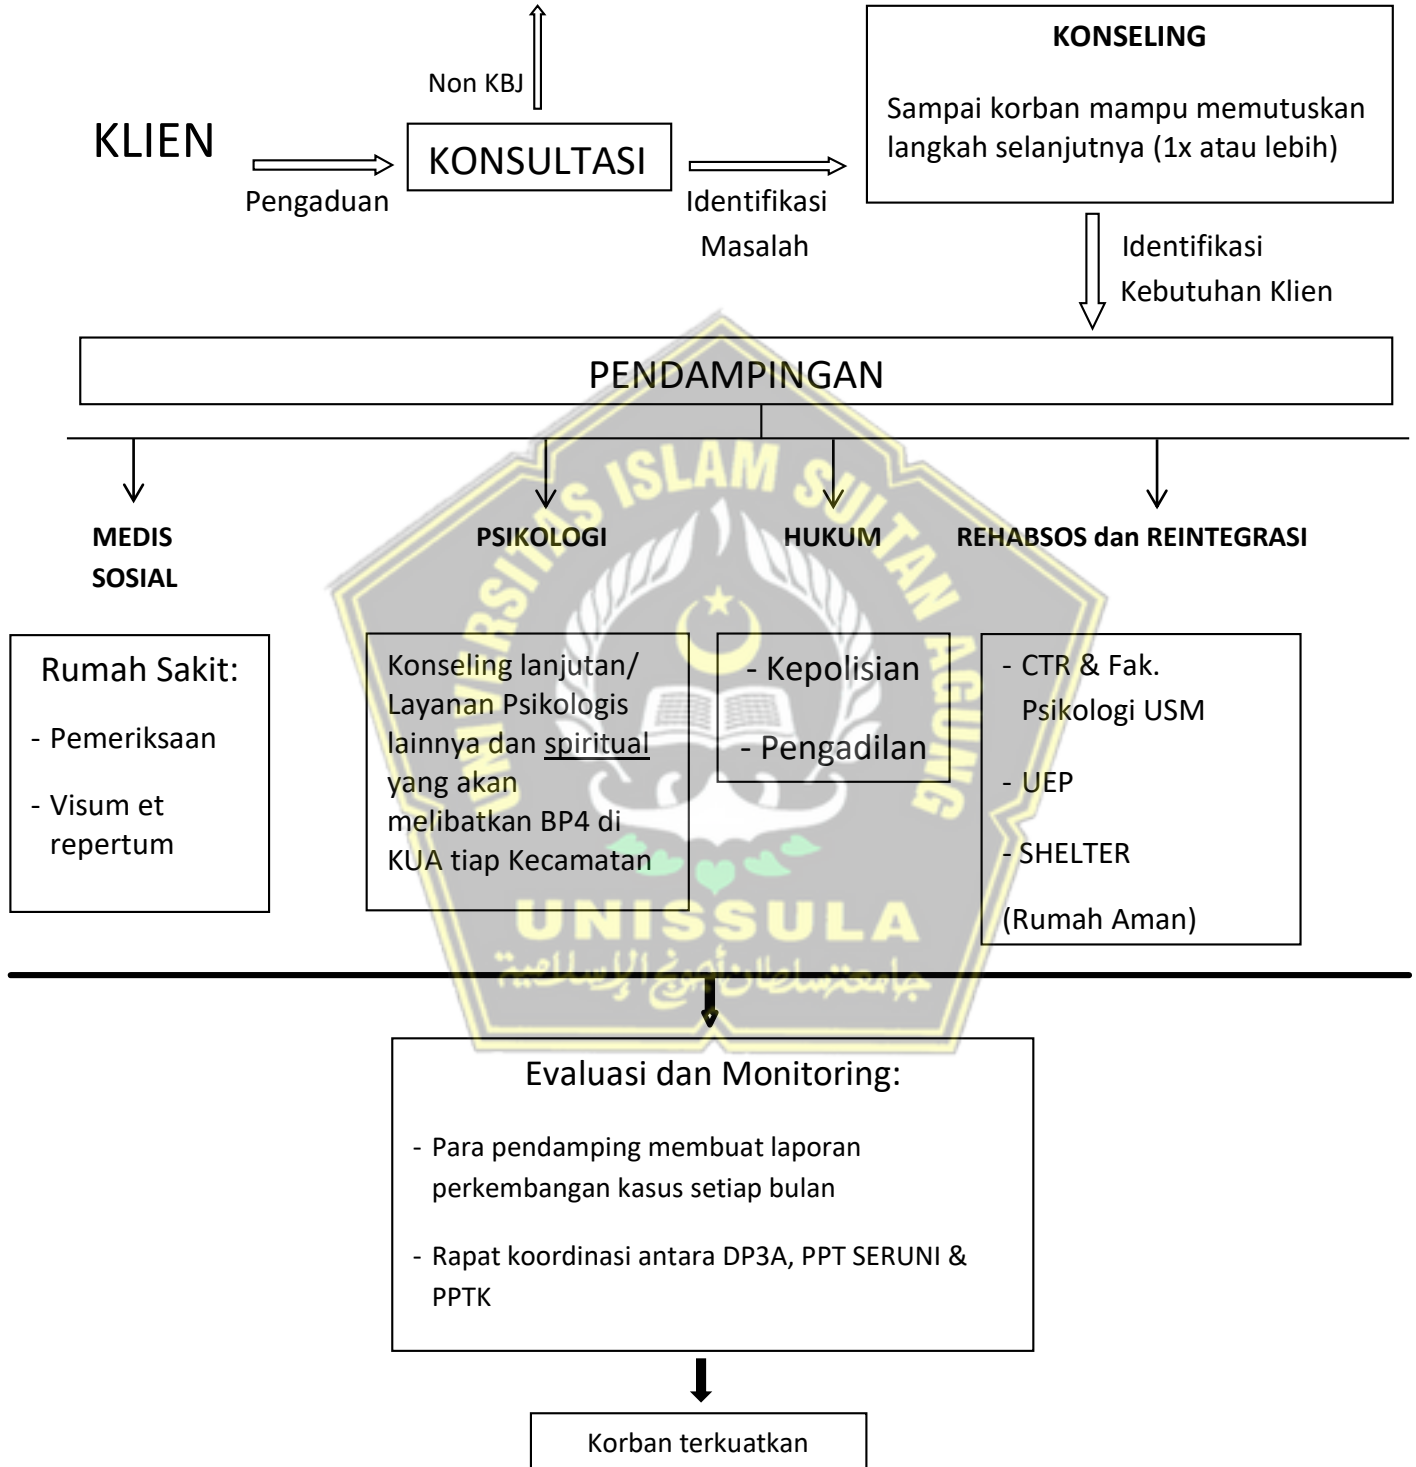 Non KBJ
KLIEN
Pengaduan
KONSULTASI
Identifikasi
Masalah
KONSELING
Sampai korban mampu memutuskan
langkah selanjutnya (1x atau lebih)
Identifikasi
Kebutuhan Klien
PENDAMPINGAN
MEDIS
SOSIAL
PSIKOLOGI
HUKUM
REHABSOS dan REINTEGRASI
Rumah Sakit:
- Pemeriksaan
- Visum et
repertum
Konseling lanjutan/
Layanan Psikologis
lainnya dan spiritual
yang akan
melibatkan BP4 di
KUA tiap Kecamatan
- Kepolisian
- Pengadilan
- CTR & Fak.
Psikologi USM
- UEP
- SHELTER
(Rumah Aman)
UNIVERSITAS ISLAM SULTAN AGUNG
UNISSULA
جامعة سلطان أجونج الإسلامية
Evaluasi dan Monitoring:
- Para pendamping membuat laporan
perkembangan kasus setiap bulan
- Rapat koordinasi antara DP3A, PPT SERUNI &
PPTK
Korban terkuatkan